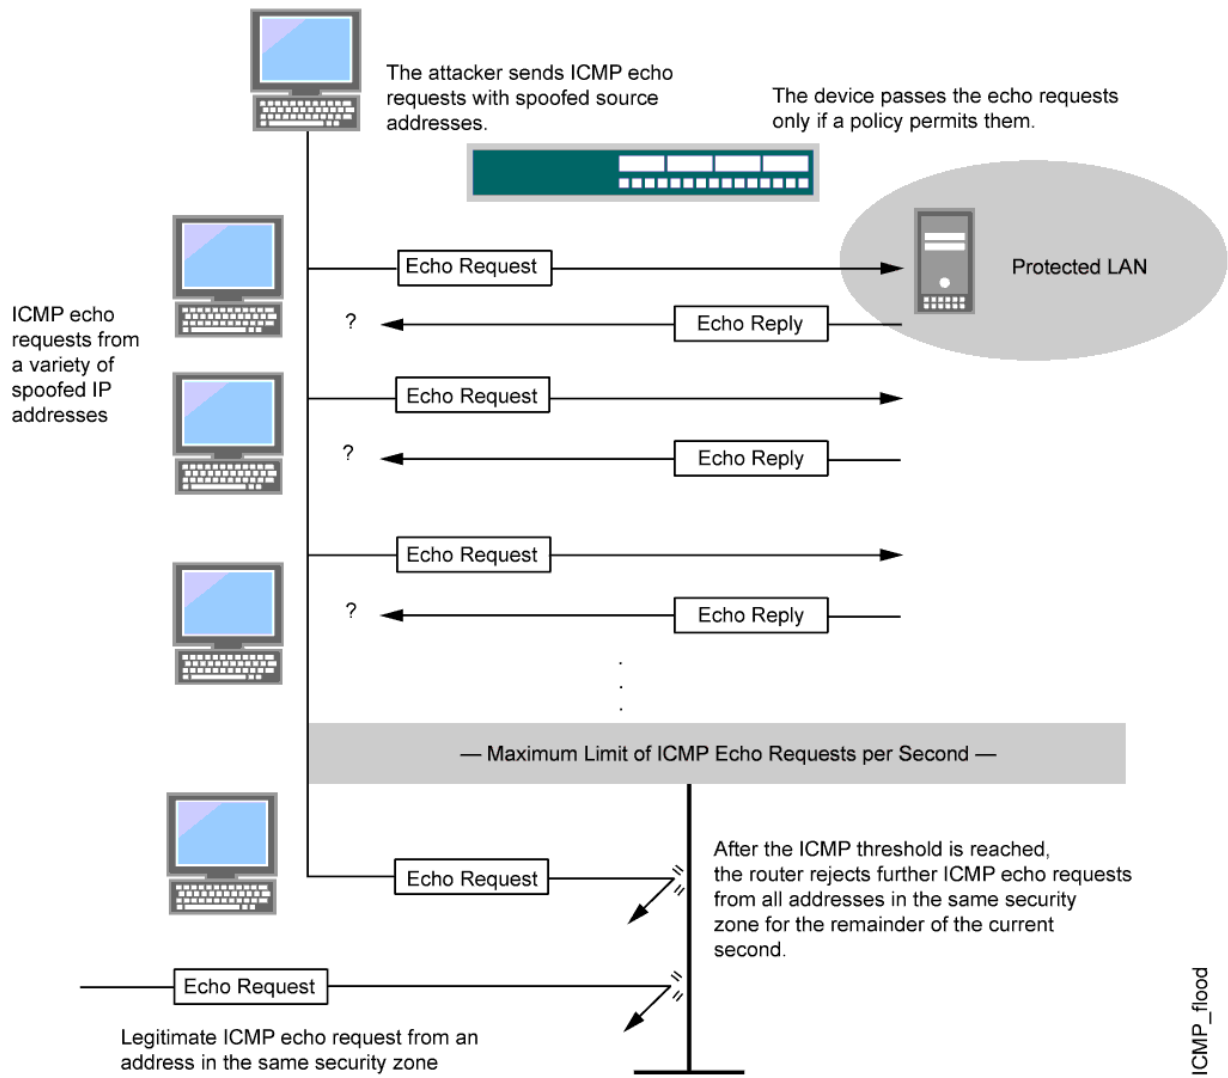 The attacker sends ICMP echo
requests with spoofed source
addresses.
The device passes the echo requests
only if a policy permits them.
Echo Request
Protected LAN
ICMP echo
requests from
a variety of
spoofed IP
addresses
?
Echo Reply
Echo Request
?
Echo Reply
Echo Request
?
Echo Reply
— Maximum Limit of ICMP Echo Requests per Second —
Echo Request
After the ICMP threshold is reached,
the router rejects further ICMP echo requests
from all addresses in the same security
zone for the remainder of the current
second.
Echo Request
Legitimate ICMP echo request from an
address in the same security zone
ICMP_flood